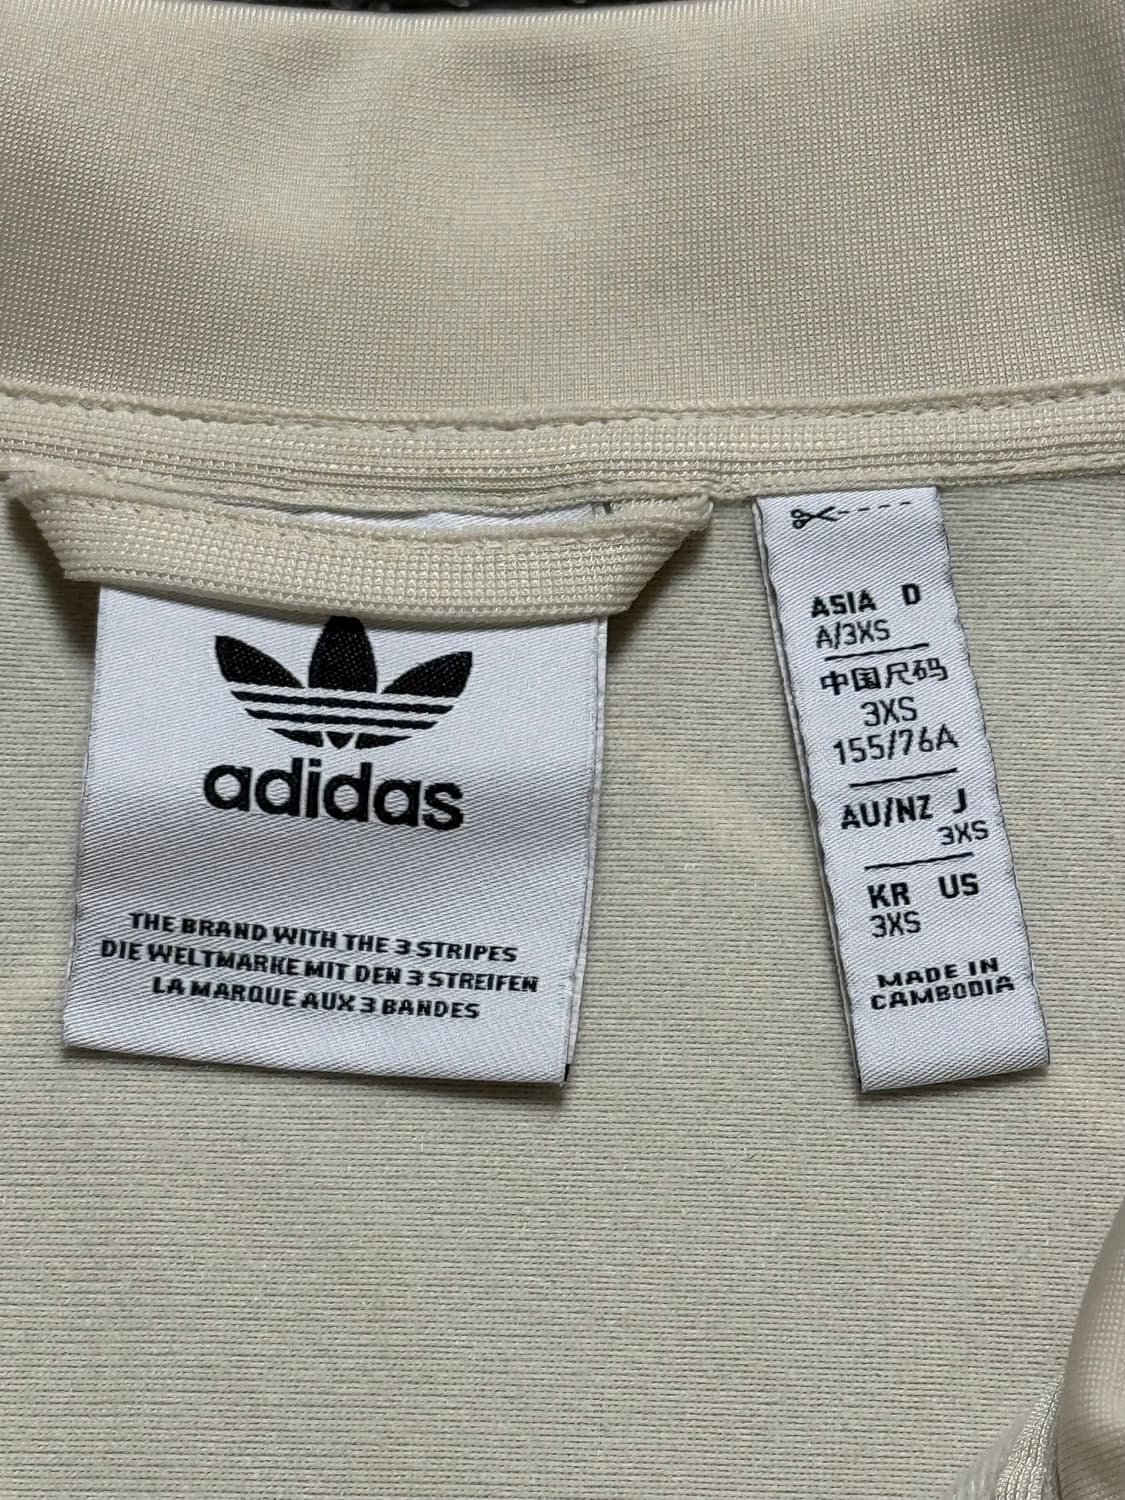 adidas
THE BRAND WITH THE 3 STRIPES
DIE WELTMARKE MIT DEN 3 STREIFEN
LA MARQUE AUX 3 BANDES
ASIA D
A/3XS
中国尺码
3XS
155/76A
AU/NZ J
3XS
KR US
3XS
MADE IN
CAMBODIA